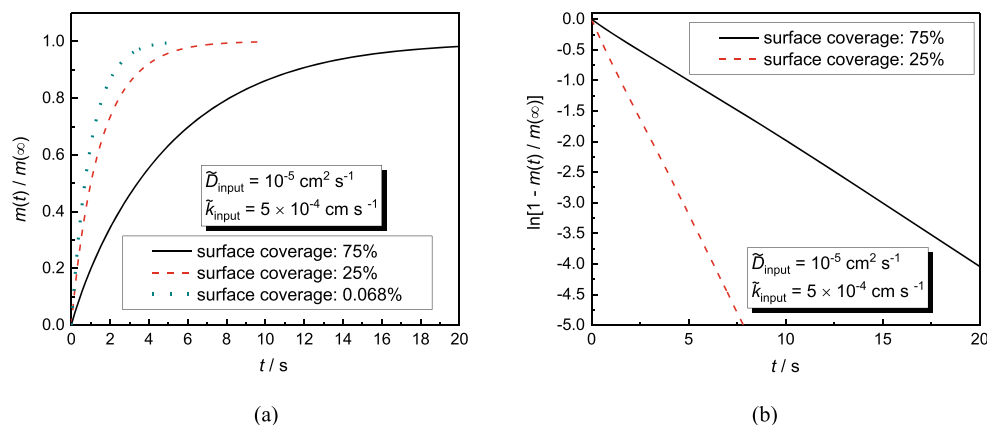 1.0
0.8
0.6
0.4
0.2
0.0
m(t) / m(∞)
D̃input = 10-5 cm2 s-1
k̃input = 5 × 10-4 cm s -1
surface coverage: 75%
surface coverage: 25%
surface coverage: 0.068%
0 2 4 6 8 10 12 14 16 18 20
t / s
(a)
0.0
-0.5
-1.0
-1.5
-2.0
-2.5
-3.0
-3.5
-4.0
-4.5
-5.0
ln[1 - m(t) / m(∞)]
surface coverage: 75%
surface coverage: 25%
D̃input = 10-5 cm2 s-1
k̃input = 5 × 10-4 cm s -1
0 5 10 15 20
t / s
(b)